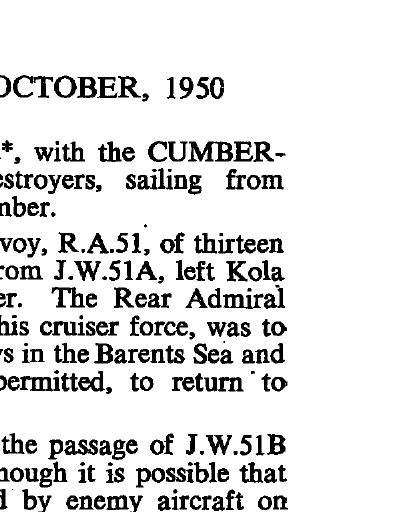 OCTOBER, 1950
*, with the CUMBER-
estroyers, sailing from
mber.
voy, R.A.51, of thirteen
rom J.W.51A, left Kola
er. The Rear Admiral
his cruiser force, was to
s in the Barents Sea and
permitted, to return to
the passage of J.W.51B
hough it is possible that
d by enemy aircraft on